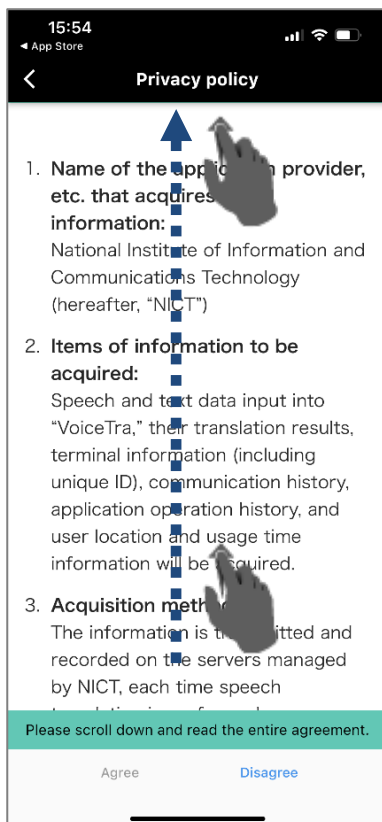 15:54
◀ App Store
Privacy policy
1. Name of the provider,
etc. that acquires
information:
National Institute of Information and
Communications Technology
(hereafter, “NICT”)
2. Items of information to be
acquired:
Speech and text data input into
“VoiceTra,” their translation results,
terminal information (including
unique ID), communication history,
application operation history, and
user location and usage time
information will be acquired.
3. Acquisition
The information is transmitted and
recorded on the servers managed
by NICT, each time speech
Please scroll down and read the entire agreement.
Agree Disagree